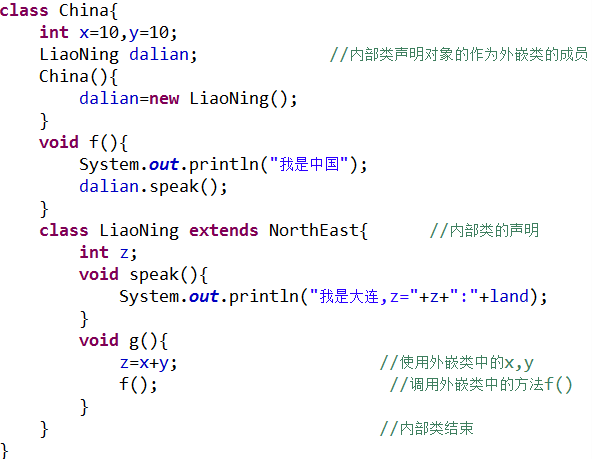 class China{
    int x=10,y=10;
    LiaoNing dalian;             //内部类声明对象的作为外嵌类的成员
    China(){
        dalian=new LiaoNing();
    }
    void f(){
        System.out.println("我是中国");
        dalian.speak();
    }
    class LiaoNing extends NorthEast{      //内部类的声明
        int z;
        void speak(){
            System.out.println("我是大连,z="+z+":"+land);
        }
        void g(){
            z=x+y;                    //使用外嵌类中的x,y
            f();                       //调用外嵌类中的方法f()
        }
    }                                 //内部类结束
}